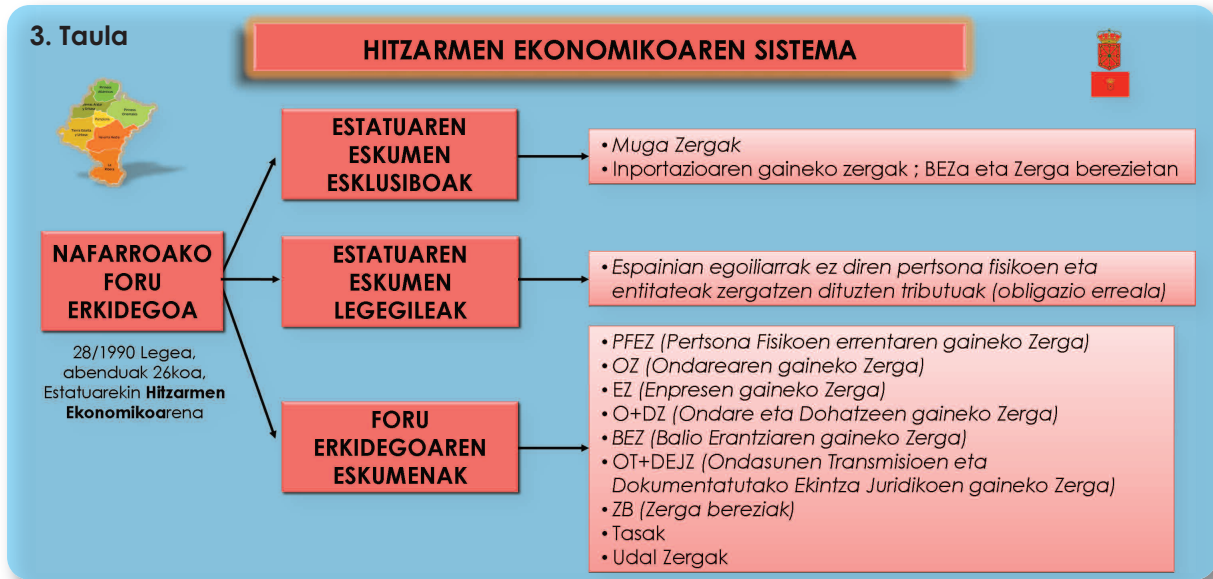 3. Taula
HITZARMEN EKONOMIKOAREN SISTEMA
NAFARROAKO
FORU
ERKIDEGOA
28/1990 Legea,
abenduak 26koa,
Estatuarekin Hitzarmen
Ekonomikoarena
ESTATUAREN
ESKUMEN
ESKLUSIBOAK
• Muga Zergak
• Inportazioaren gaineko zergak ; BEZa eta Zerga berezietan
ESTATUAREN
ESKUMEN
LEGEGILEAK
• Espainian egoiliarrak ez diren pertsona fisikoen eta
entitateak zergatzen dituzten tributuak (obligazio erreala)
FORU
ERKIDEGOAREN
ESKUMENAK
• PFEZ (Pertsona Fisikoen errentaren gaineko Zerga)
• OZ (Ondarearen gaineko Zerga)
• EZ (Enpresen gaineko Zerga)
• O+DZ (Ondare eta Dohatzeen gaineko Zerga)
• BEZ (Balio Erantziaren gaineko Zerga)
• OT+DEJZ (Ondasunen Transmisioen eta
Dokumentatutako Ekintza Juridikoen gaineko Zerga)
• ZB (Zerga bereziak)
• Tasak
• Udal Zergak